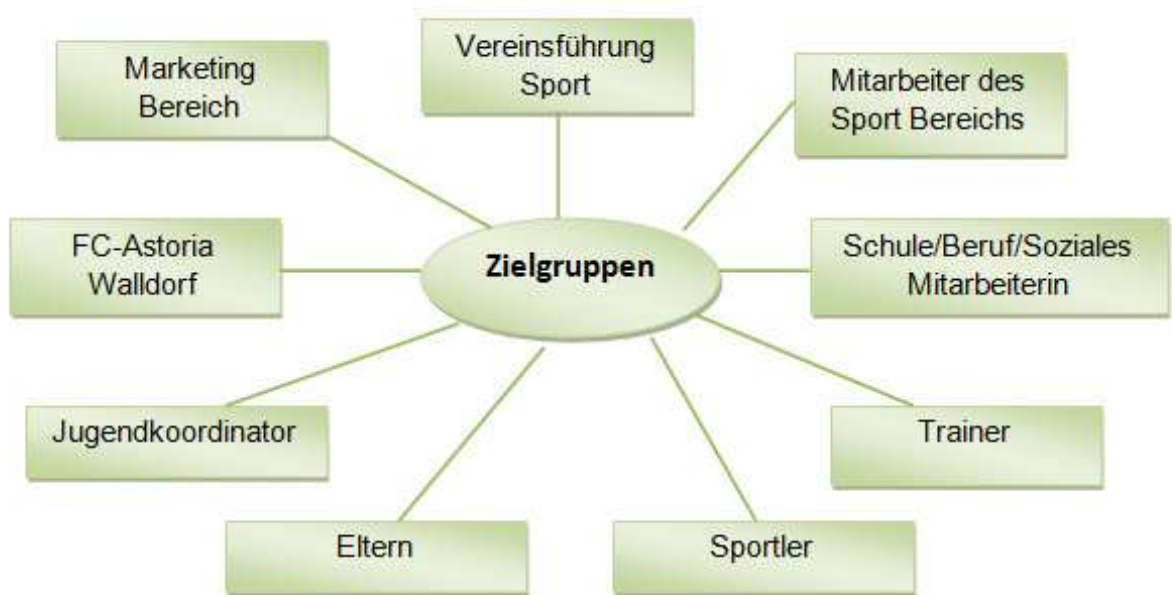 Marketing
Bereich
Vereinsführung
Sport
Mitarbeiter des
Sport Bereichs
FC-Astoria
Walldorf
Zielgruppen
Schule/Beruf/Soziales
Mitarbeiterin
Jugendkoordinator
Trainer
Eltern
Sportler